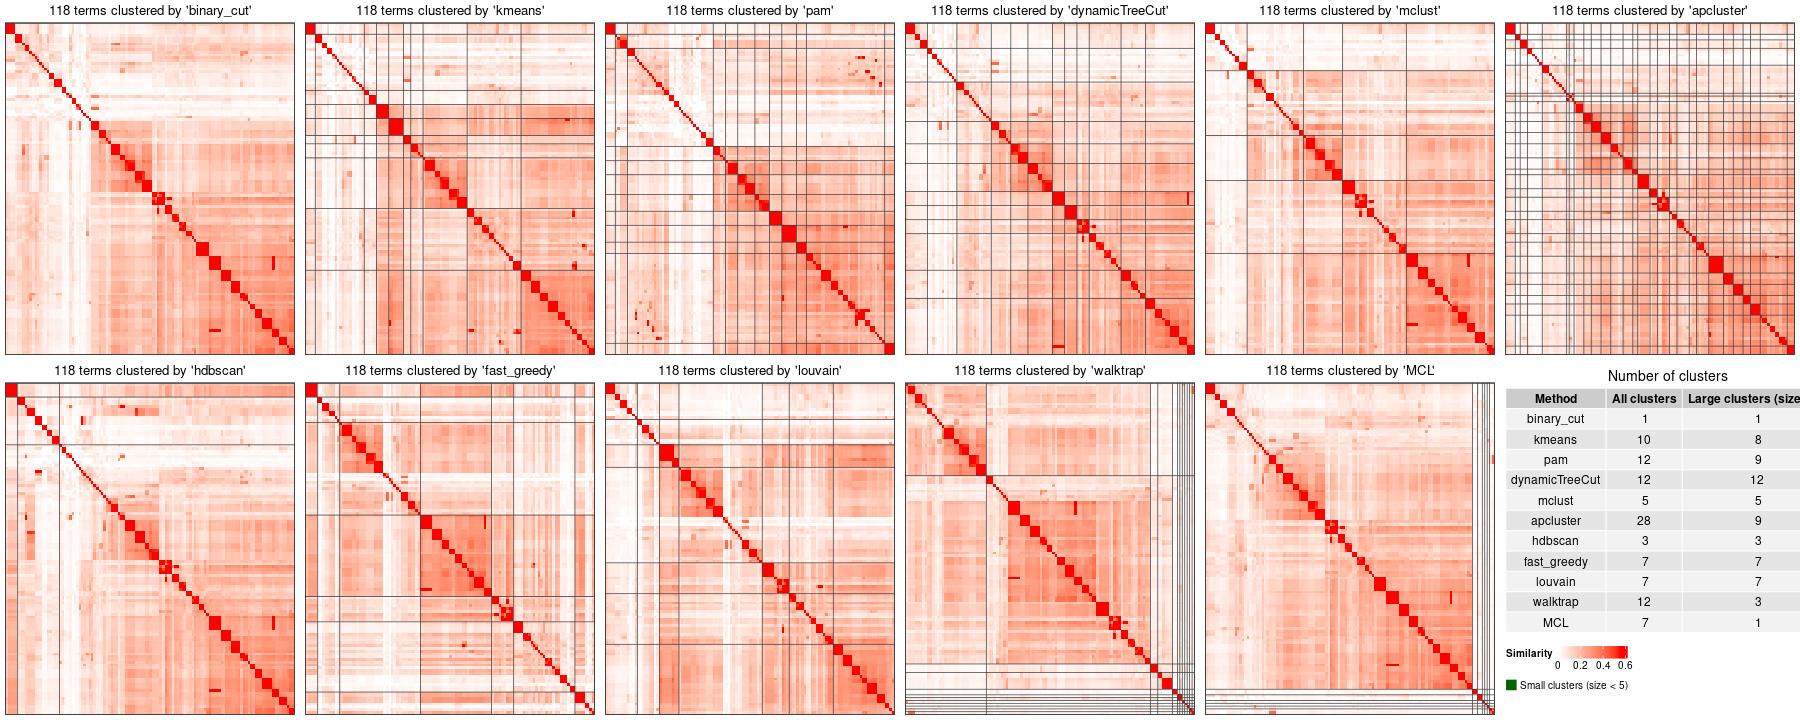 118 terms clustered by 'binary_cut'
118 terms clustered by 'kmeans'
118 terms clustered by 'pam'
118 terms clustered by 'dynamicTreeCut'
118 terms clustered by 'mclust'
118 terms clustered by 'apcluster'
118 terms clustered by 'hdbscan'
118 terms clustered by 'fast_greedy'
118 terms clustered by 'louvain'
118 terms clustered by 'walktrap'
118 terms clustered by 'MCL'
Number of clusters
Method All clusters Large clusters (size
binary_cut 1 1
kmeans 10 8
pam 12 9
dynamicTreeCut 12 12
mclust 5 5
apcluster 28 9
hdbscan 3 3
fast_greedy 7 7
louvain 7 7
walktrap 12 3
MCL 7 1
Similarity
0 0.2 0.4 0.6
Small clusters (size < 5)